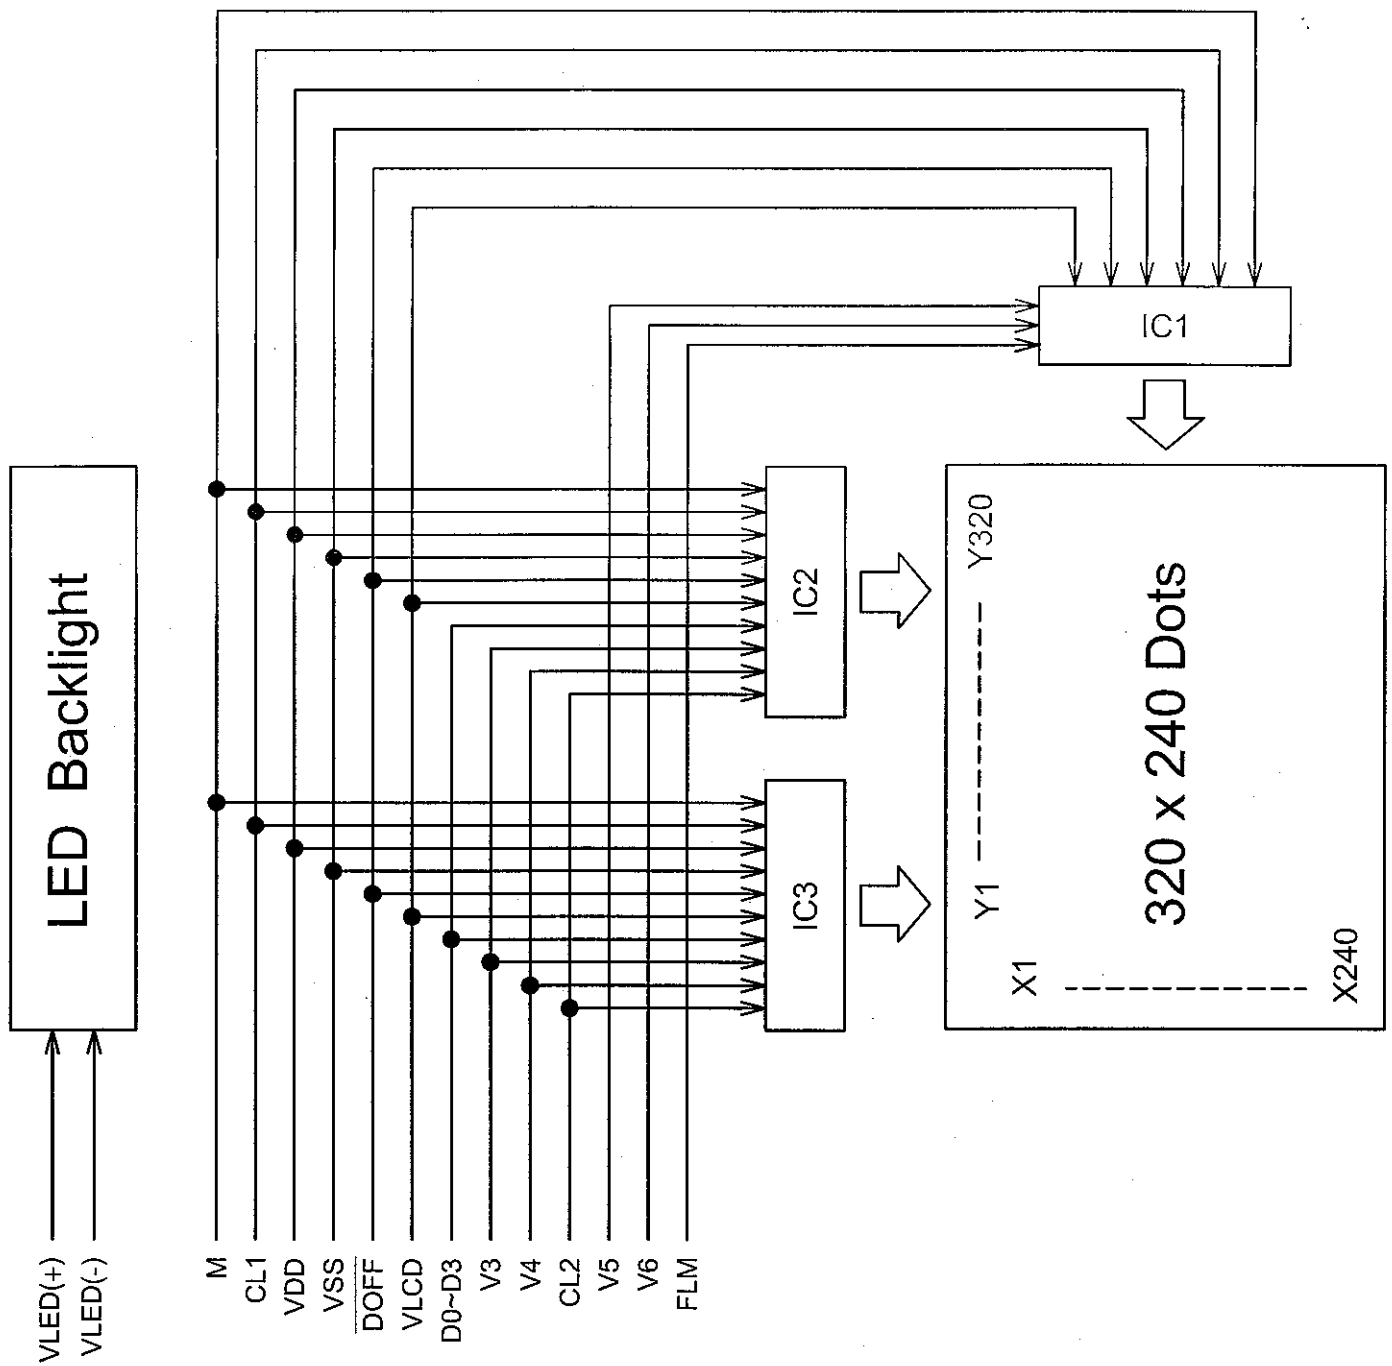 VLED(+)
VLED(-)
LED Backlight
M
CL1
VDD
VSS
DOFF
VLCD
D0~D3
V3
V4
CL2
V5
V6
FLM
IC3
IC2
IC1
X1
X240
Y1
Y320
320 x 240 Dots